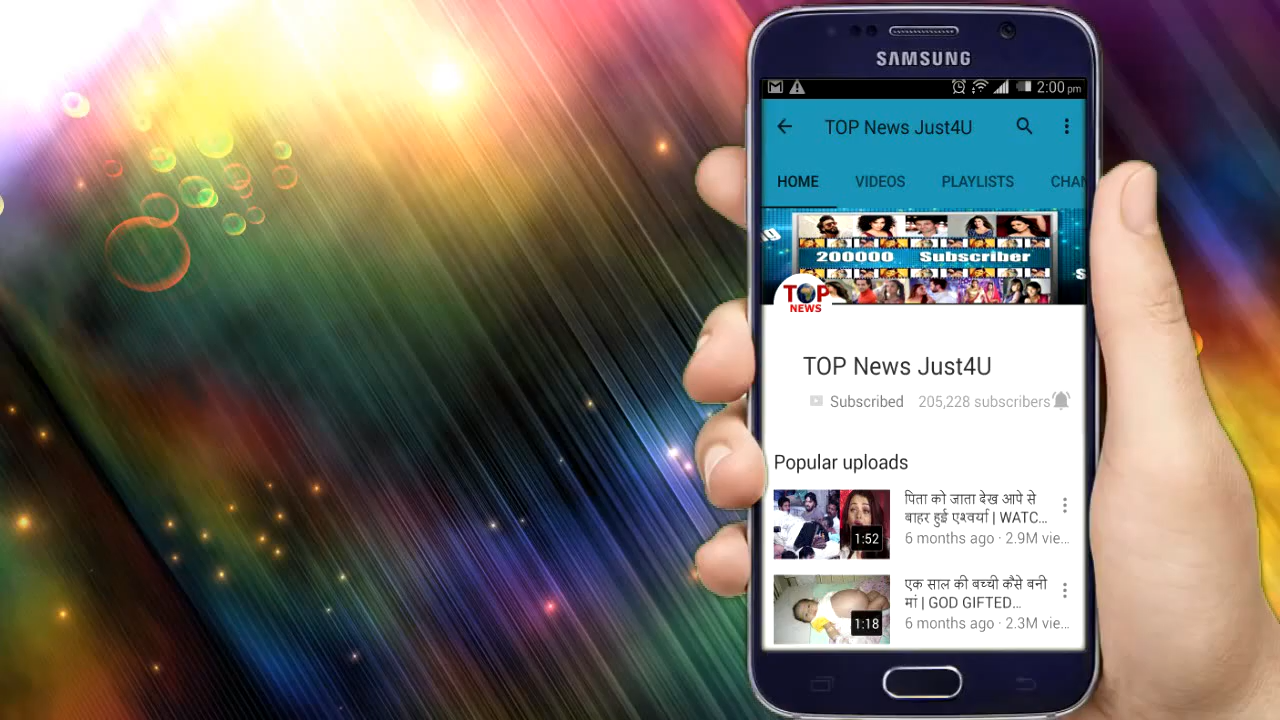 SAMSUNG
2:00 pm
TOP News Just4U
HOME VIDEOS PLAYLISTS CHAN
200000 Subscriber
TOP
NEWS
TOP News Just4U
Subscribed 205,228 subscribers
Popular uploads
पिता को जाता देख आपे से
बाहर हुई एश्वर्या | WATC...
1:52
6 months ago · 2.9M vie...
एक साल की बच्ची कैसे बनी
मां | GOD GIFTED...
1:18
6 months ago · 2.3M vie...